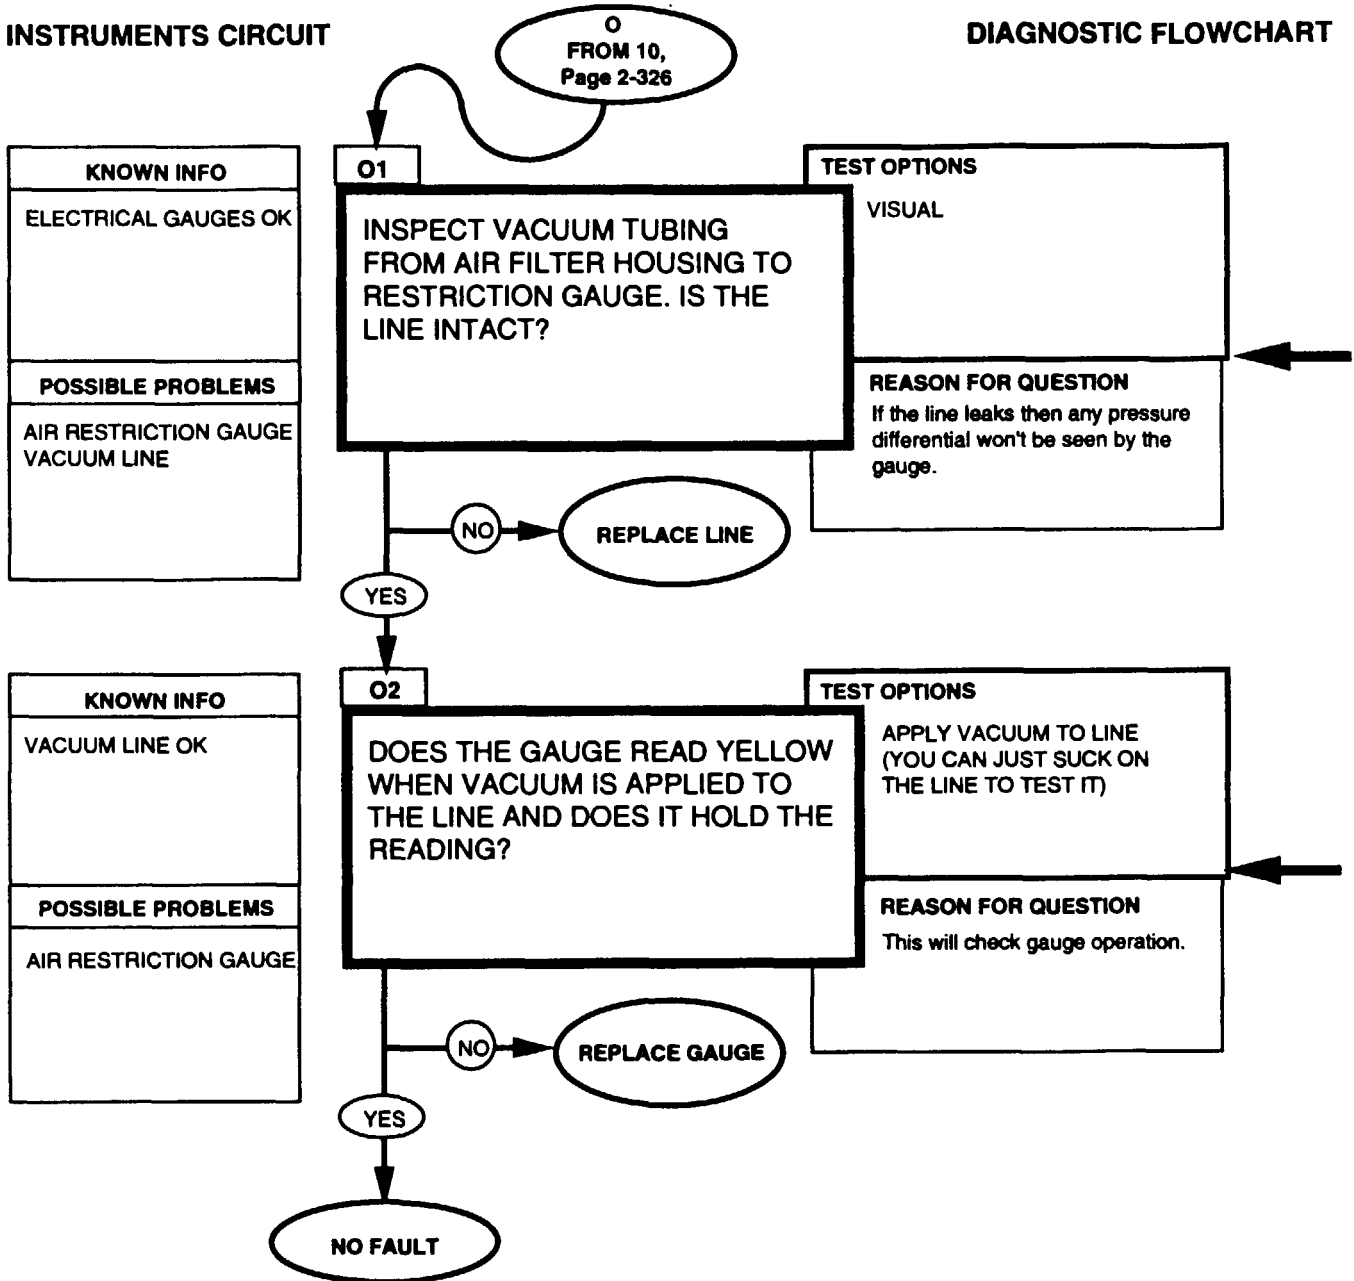 INSTRUMENTS CIRCUIT
DIAGNOSTIC FLOWCHART
O
FROM 10,
Page 2-326
KNOWN INFO
ELECTRICAL GAUGES OK
POSSIBLE PROBLEMS
AIR RESTRICTION GAUGE
VACUUM LINE
O1
INSPECT VACUUM TUBING
FROM AIR FILTER HOUSING TO
RESTRICTION GAUGE. IS THE
LINE INTACT?
TEST OPTIONS
VISUAL
REASON FOR QUESTION
If the line leaks then any pressure
differential won't be seen by the
gauge.
NO
REPLACE LINE
YES
KNOWN INFO
VACUUM LINE OK
POSSIBLE PROBLEMS
AIR RESTRICTION GAUGE
O2
DOES THE GAUGE READ YELLOW
WHEN VACUUM IS APPLIED TO
THE LINE AND DOES IT HOLD THE
READING?
TEST OPTIONS
APPLY VACUUM TO LINE
(YOU CAN JUST SUCK ON
THE LINE TO TEST IT)
REASON FOR QUESTION
This will check gauge operation.
NO
REPLACE GAUGE
YES
NO FAULT